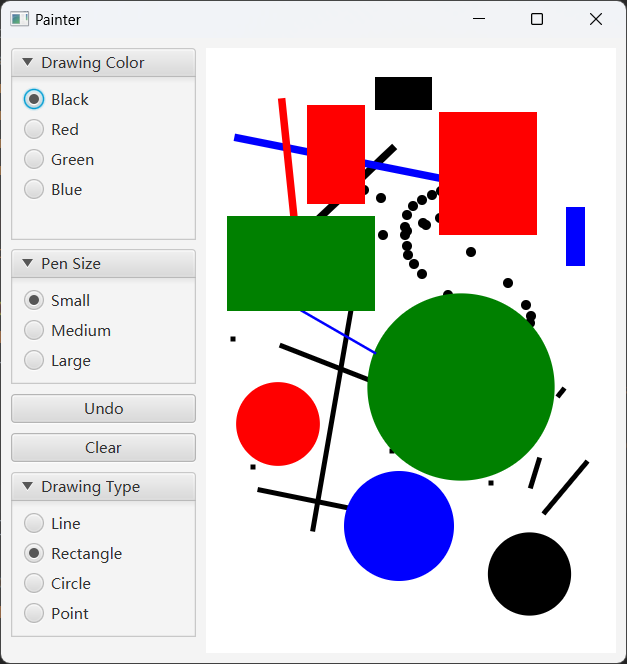 Painter
Drawing Color
Black
Red
Green
Blue
Pen Size
Small
Medium
Large
Undo
Clear
Drawing Type
Line
Rectangle
Circle
Point